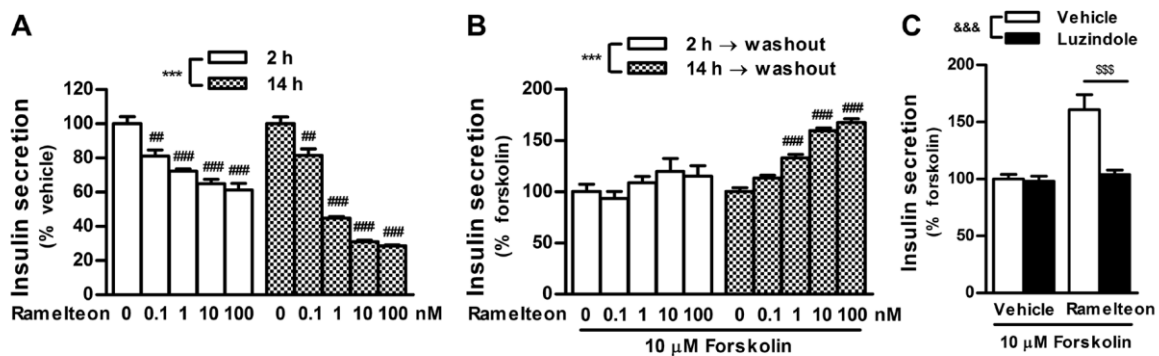 A
*** 2 h
14 h
Insulin secretion
(% vehicle)
120
100
80
60
40
20
0
## ### ### ### ## ### ### ###
Ramelteon 0 0.1 1 10 100 0 0.1 1 10 100 nM
B
*** 2 h → washout
14 h → washout
Insulin secretion
(% forskolin)
200
150
100
50
0
### ### ###
Ramelteon 0 0.1 1 10 100 0 0.1 1 10 100 nM
10 μM Forskolin
C
&&& Vehicle
Luzindole
Insulin secretion
(% forskolin)
200
150
100
50
0
$$$
Vehicle Ramelteon
10 μM Forskolin